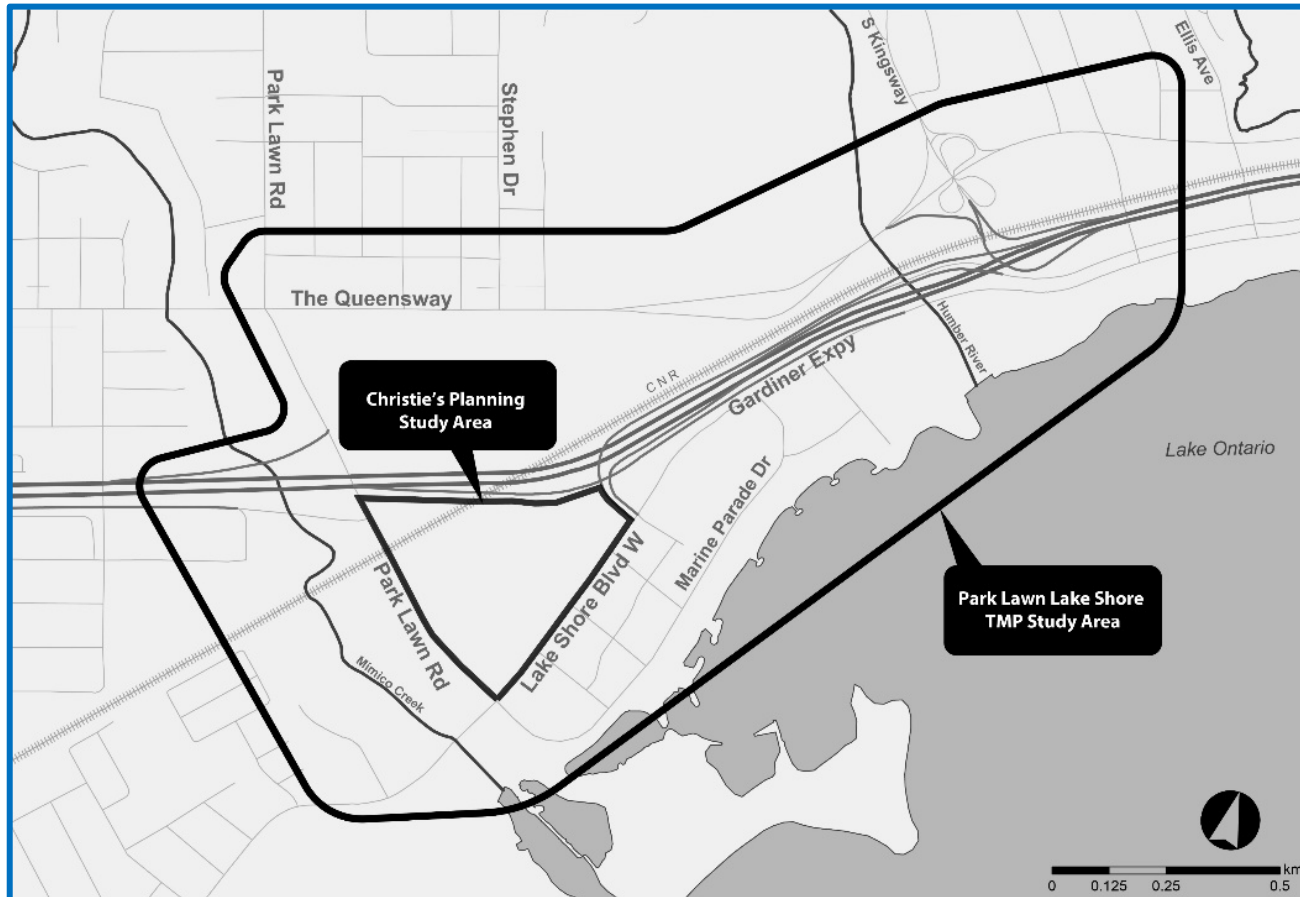 S Kingsway
Ellis Ave
Park Lawn Rd
Stephen Dr
The Queensway
Humber River
CNR
Gardiner Expy
Christie's Planning
Study Area
Lake Ontario
Marine Parade Dr
Lake Shore Blvd W
Park Lawn Rd
Mimico Creek
Park Lawn Lake Shore
TMP Study Area
km
0 0.125 0.25 0.5